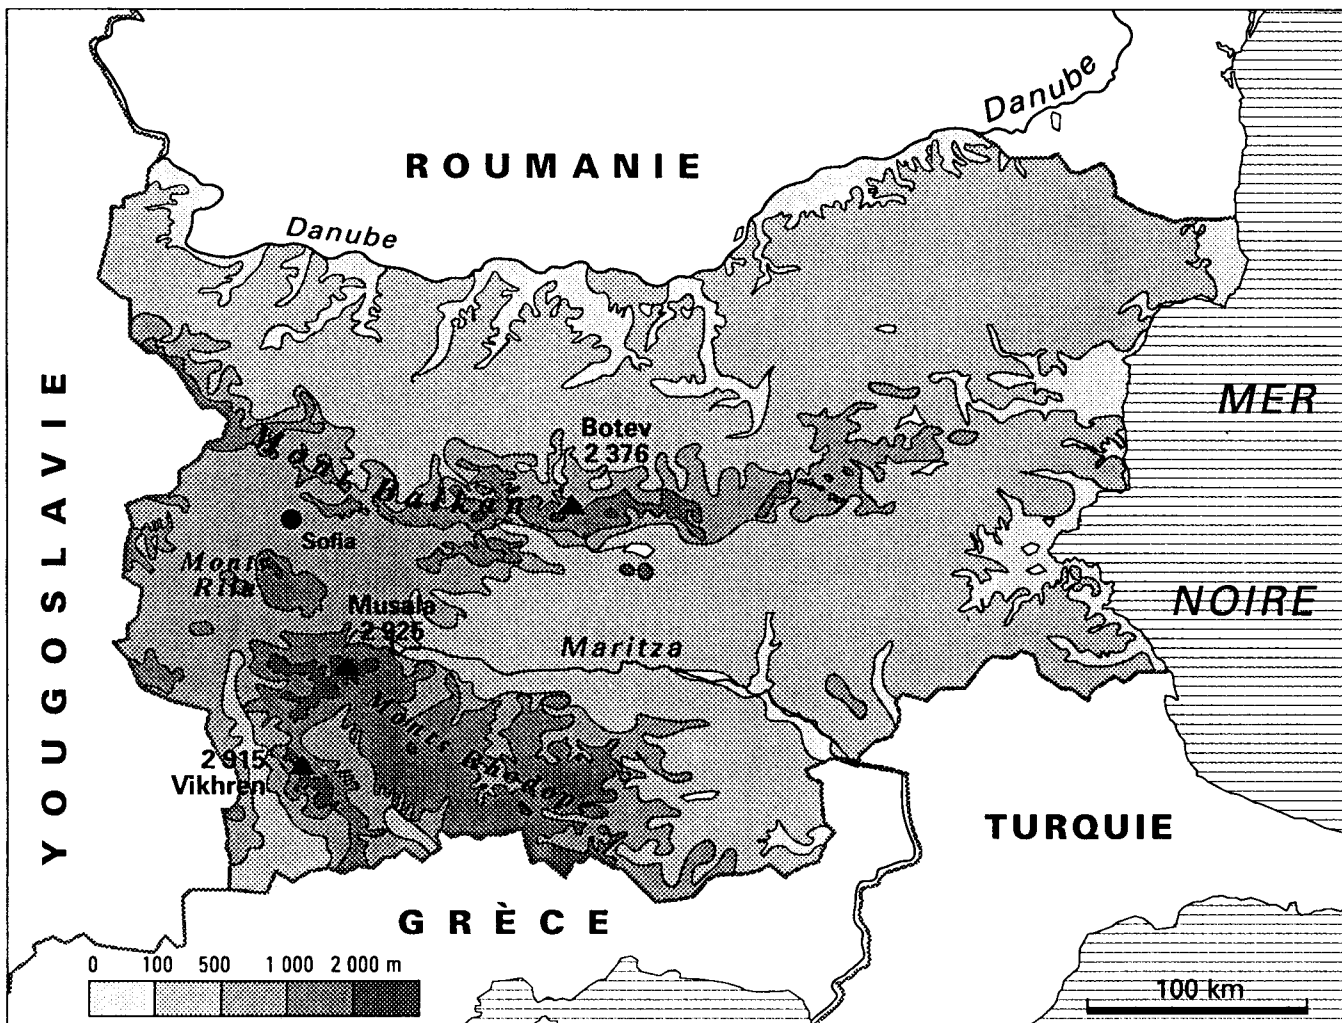 Danube
ROUMANIE
Danube
YOUGOSLAVIE
MER
Botev
2 376
Mont Balkan
Sofia
Monts
Rila
NOIRE
Musala
2 925
Maritza
Monts Rhodope
2 915
Vikhren
TURQUIE
GRÈCE
0 100 500 1 000 2 000 m
100 km